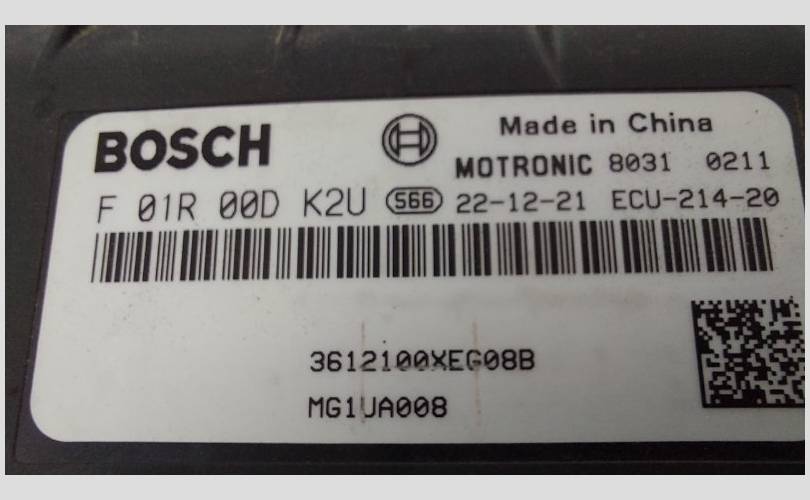 BOSCH
Made in China
MOTRONIC 8031 0211
F 01R 00D K2U 566 22-12-21 ECU-214-20
3612100XEG08B
MG1UA008